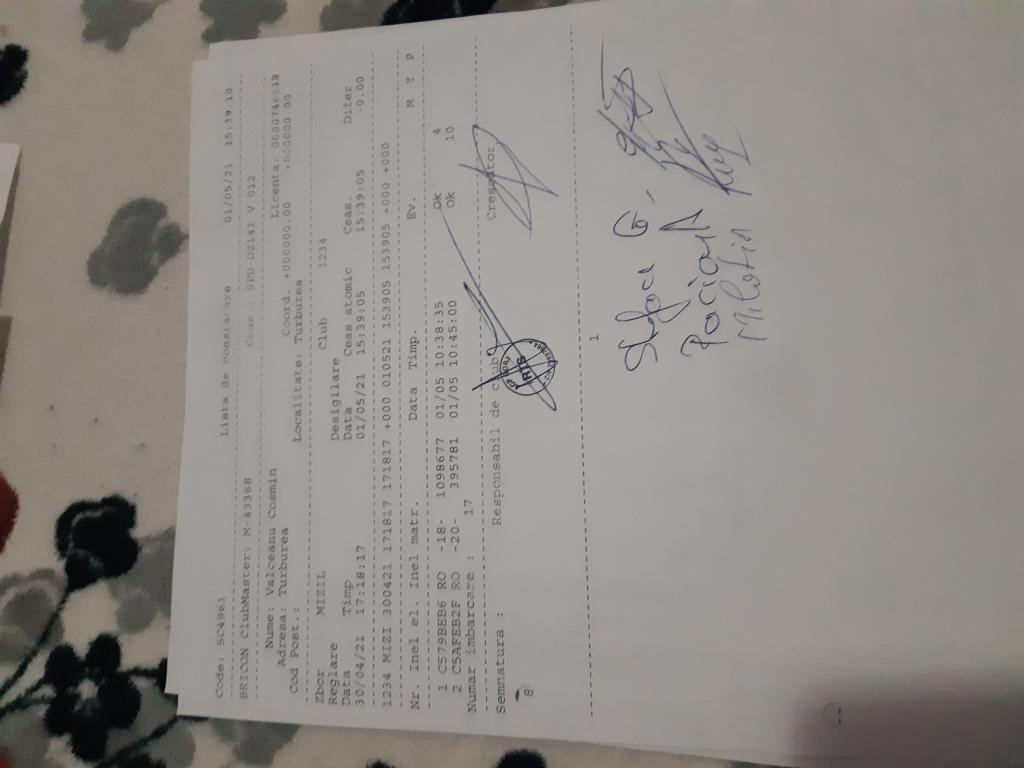 Code: 5C4961 Lista de constatare 01/05/21 15:39:10
BRICON ClubMaster: M-43368 SPD D2141 V 012
Nume: Valceanu Cosmin Licenta:
Adresa: Turburea Coord. +000000.00 +0000000.00
Cod Post.: Localitate: Turburea
Zbor MIZIL Club 1234
Reglare Desigilare
Data Timp Data Ceas atomic Ceas. Difer
30/04/21 17:18:17 01/05/21 15:39:05 15:39:05 -0.00
1234 MIZI 300421 171817 171817 +000 010521 153905 153905 +000 +000
Nr. Inel el. Inel matr. Data Timp. Ev. M Y P
1 C579BEB6 RO -18- 1098677 01/05 10:38:35 Ok 4
2 C5AFEB2F RO -20- 395781 01/05 10:45:00 Ok 10
Numar imbarcare : 17
Semnatura : Responsabil de club Crescator
IRIS
8
1